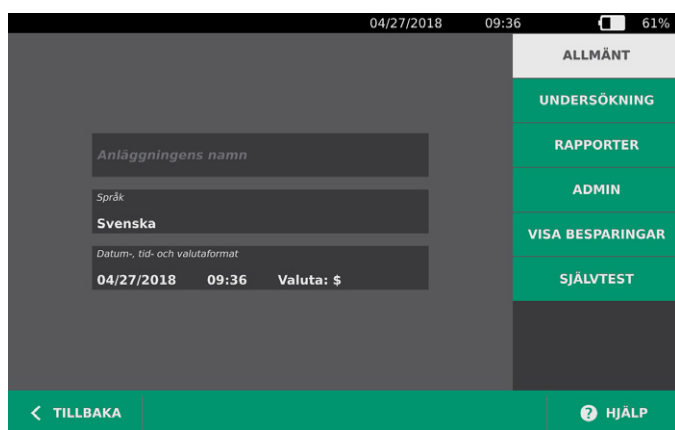 04/27/2018 09:36 61%
ALLMÄNT
UNDERSÖKNING
RAPPORTER
ADMIN
VISA BESPARINGAR
SJÄLVTEST
Anläggningens namn
Språk
Svenska
Datum-, tid- och valutaformat
04/27/2018 09:36 Valuta: $
TILLBAKA
? HJÄLP